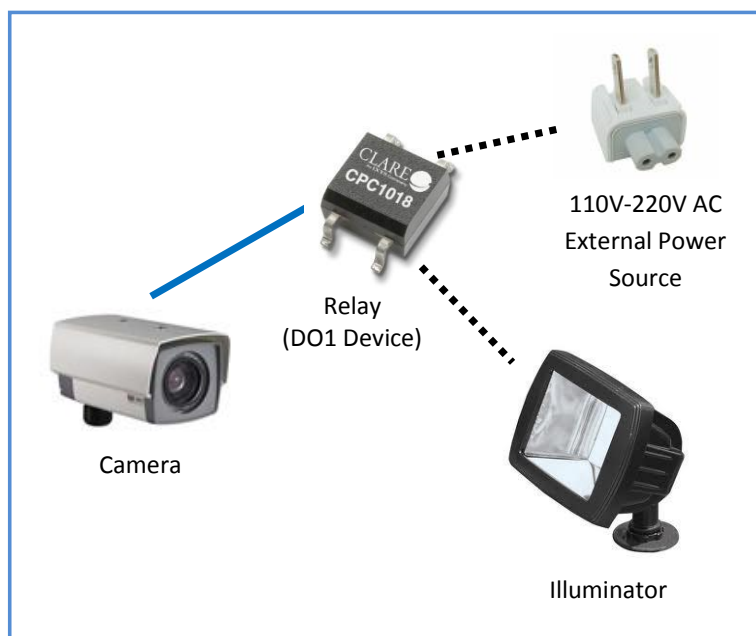 CLARE
CPC1018
110V-220V AC
External Power
Source
Relay
(DO1 Device)
Camera
Illuminator